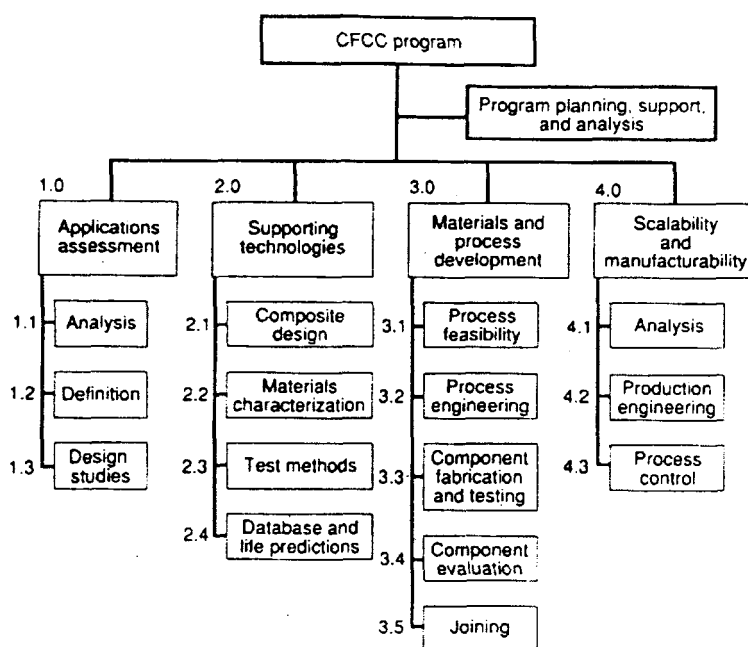 CFCC program
Program planning, support,
and analysis
1.0
Applications
assessment
1.1
Analysis
1.2
Definition
1.3
Design
studies
2.0
Supporting
technologies
2.1
Composite
design
2.2
Materials
characterization
2.3
Test methods
2.4
Database and
life predictions
3.0
Materials and
process
development
3.1
Process
feasibility
3.2
Process
engineering
3.3
Component
fabrication
and testing
3.4
Component
evaluation
3.5
Joining
4.0
Scalability
and
manufacturability
4.1
Analysis
4.2
Production
engineering
4.3
Process
control